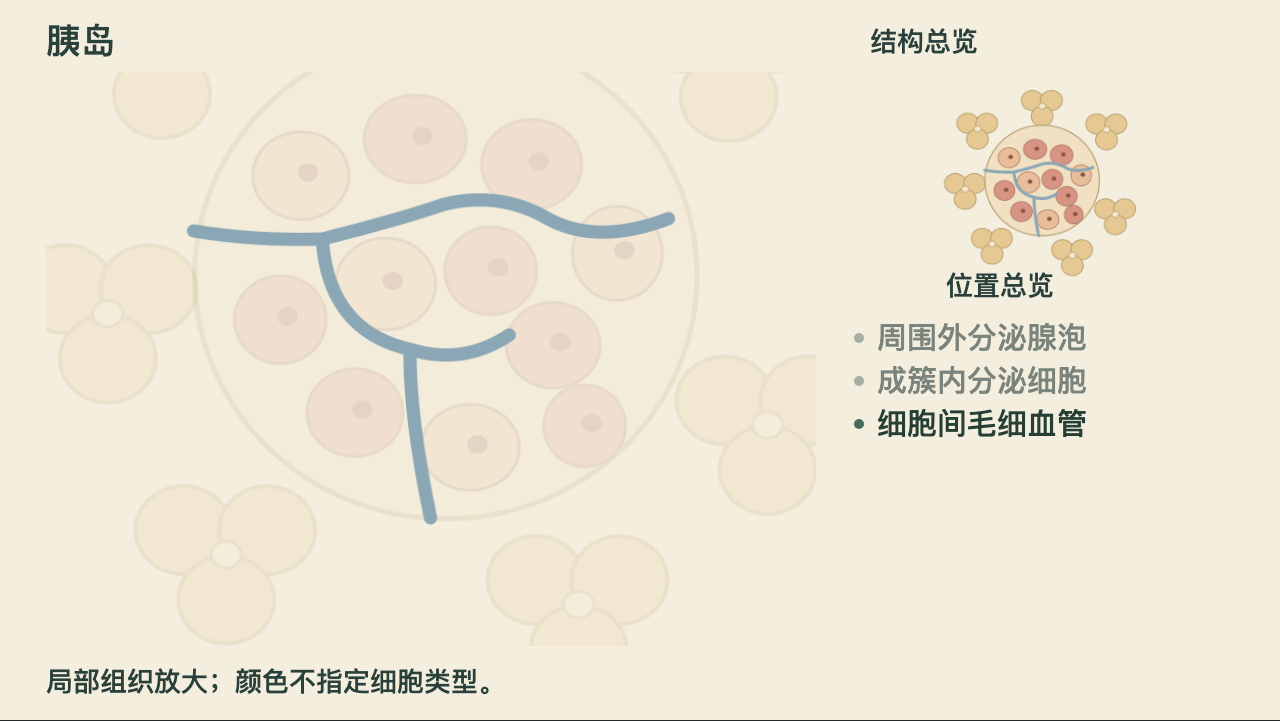 胰岛
结构总览
位置总览
周围外分泌腺泡
成簇内分泌细胞
细胞间毛细血管
局部组织放大；颜色不指定细胞类型。